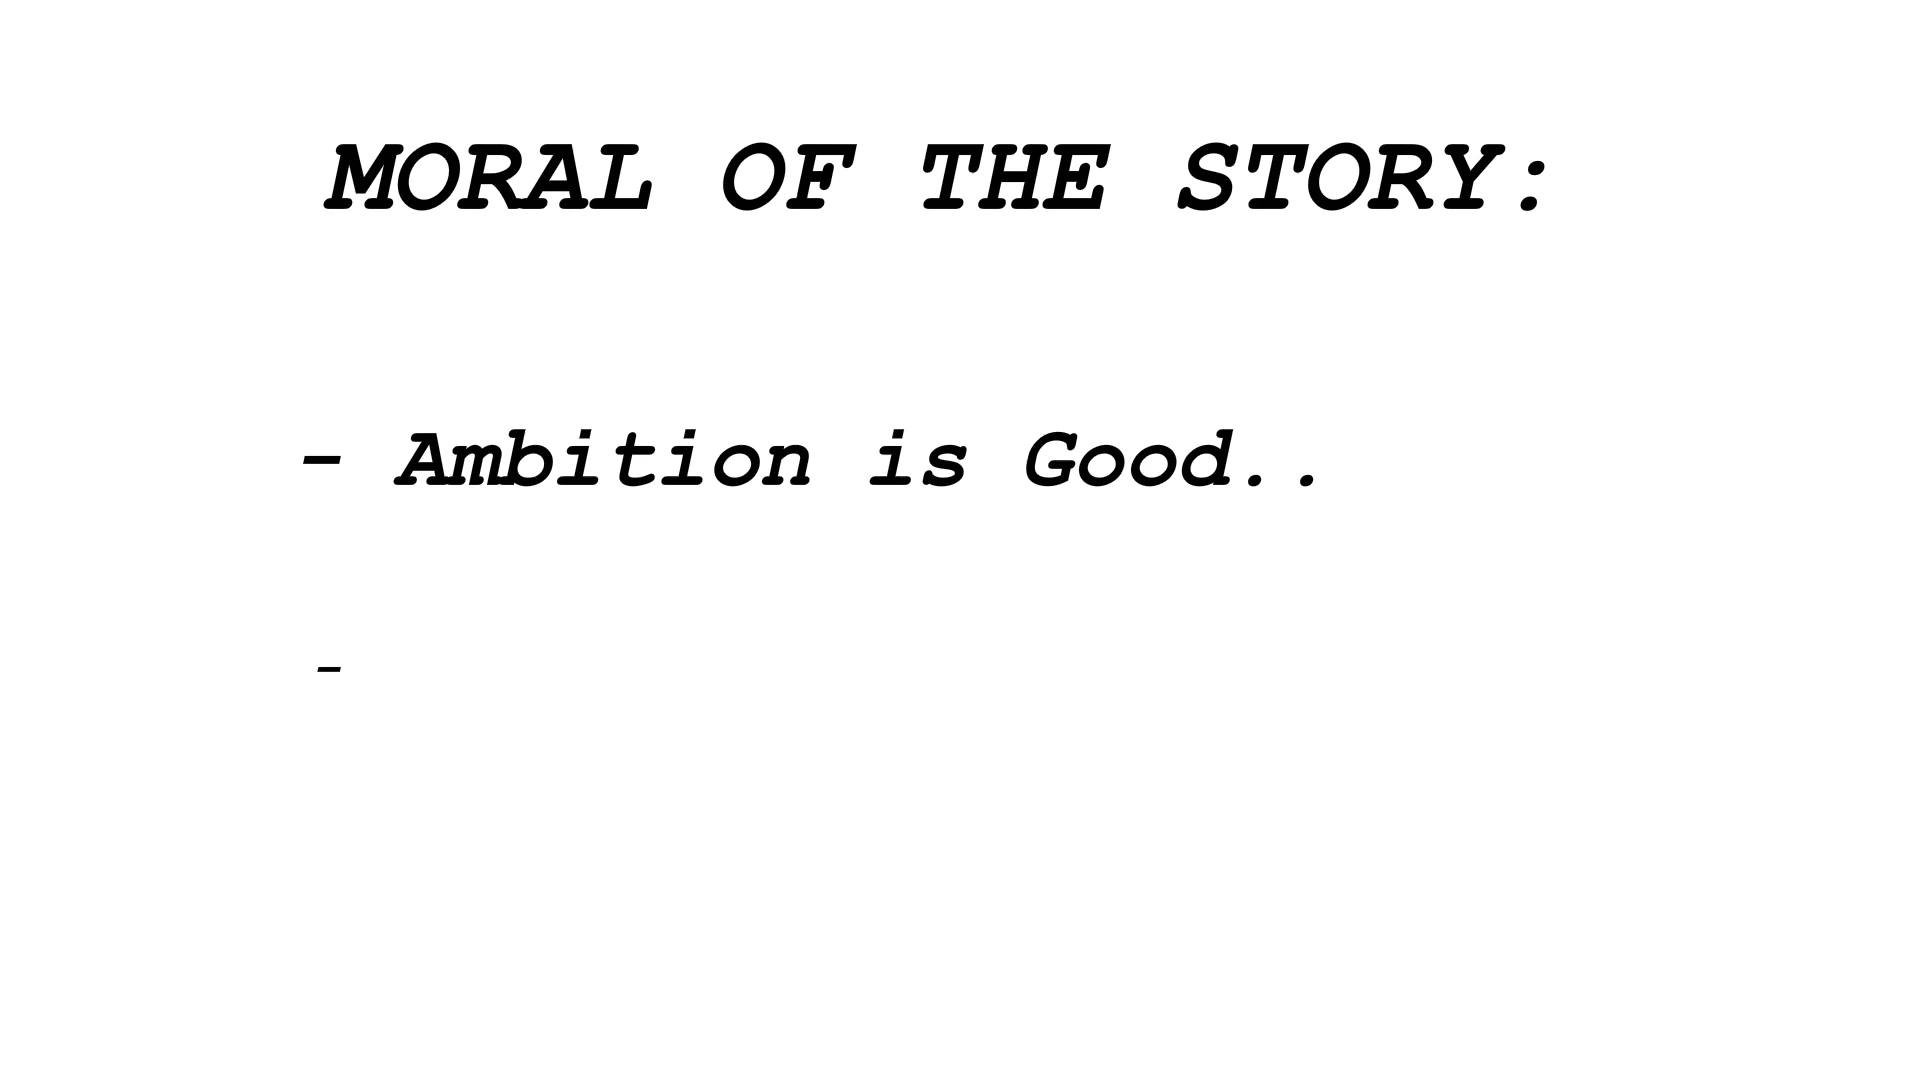 MORAL OF THE STORY:
- Ambition is Good..
-